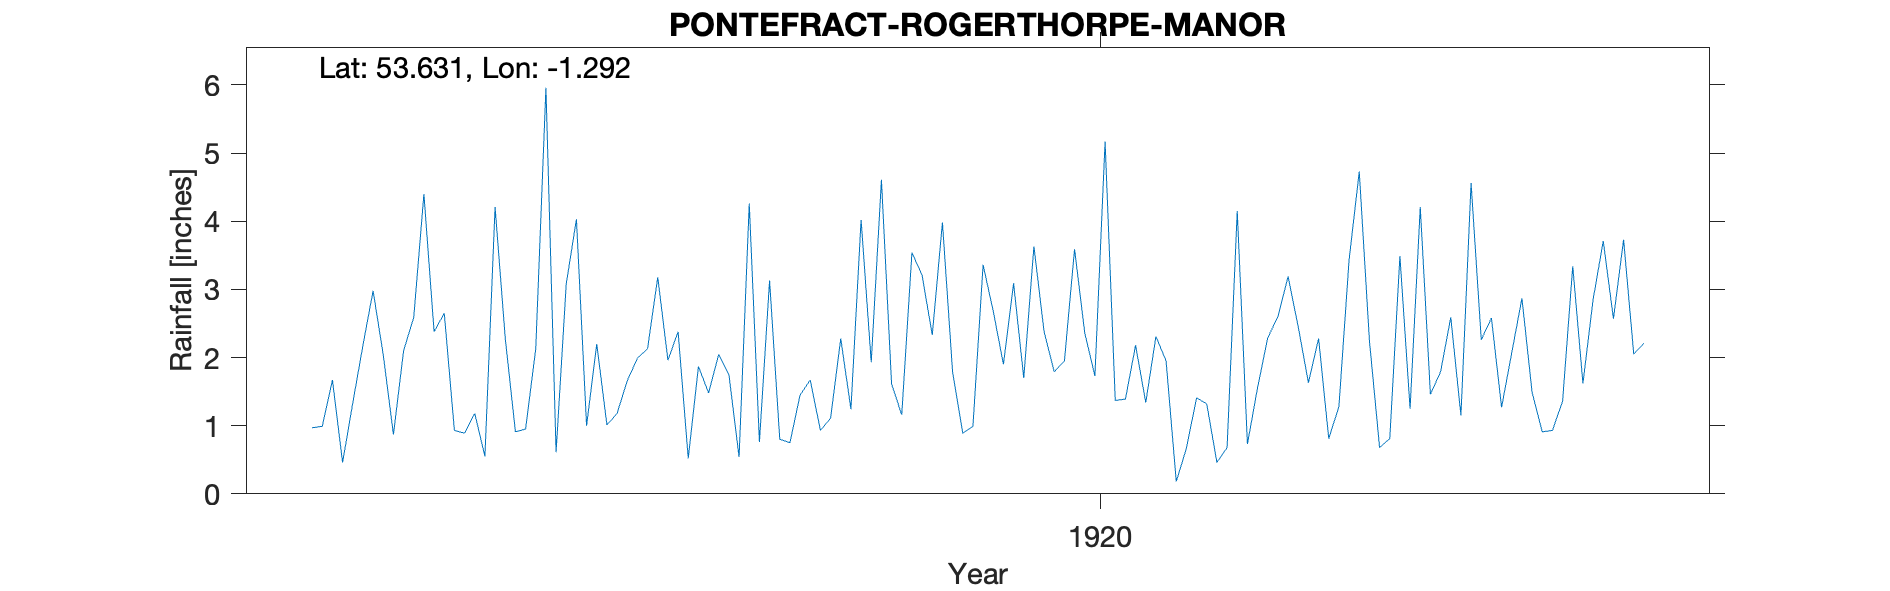 PONTEFRACT-ROGERTHORPE-MANOR
Lat: 53.631, Lon: -1.292
6
5
4
3
2
1
0
Rainfall [inches]
1920
Year